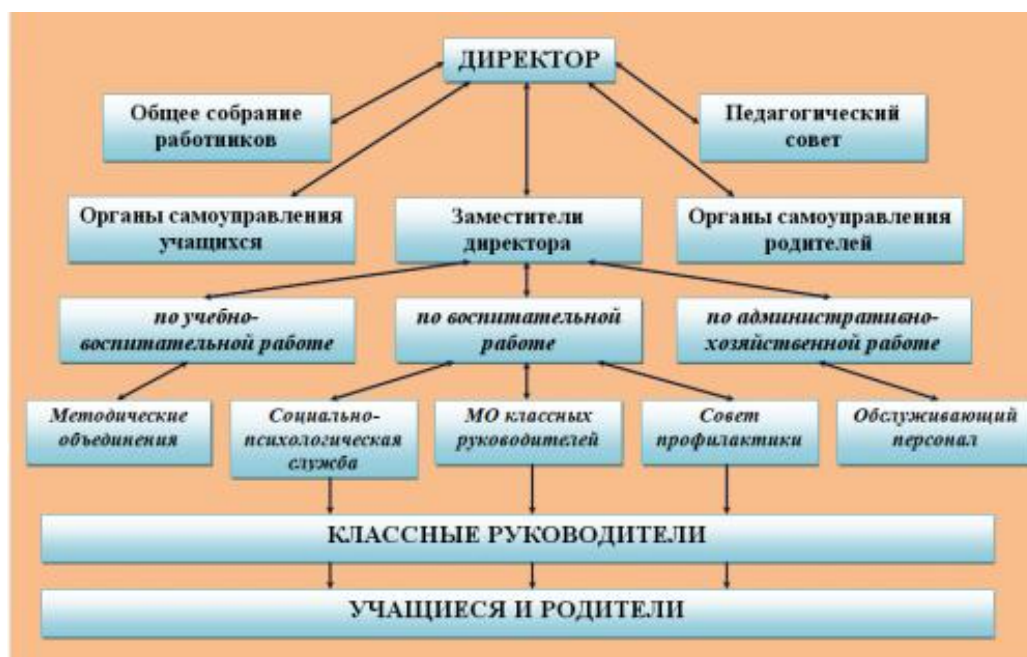 ДИРЕКТОР
Общее собрание
работников
Педагогический
совет
Органы самоуправления
учащихся
Заместители
директора
Органы самоуправления
родителей
по учебно-
воспитательной работе
по воспитательной
работе
по административно-
хозяйственной работе
Методические
объединения
Социально-
психологическая
служба
МО классных
руководителей
Совет
профилактики
Обслуживающий
персонал
КЛАССНЫЕ РУКОВОДИТЕЛИ
УЧАЩИЕСЯ И РОДИТЕЛИ